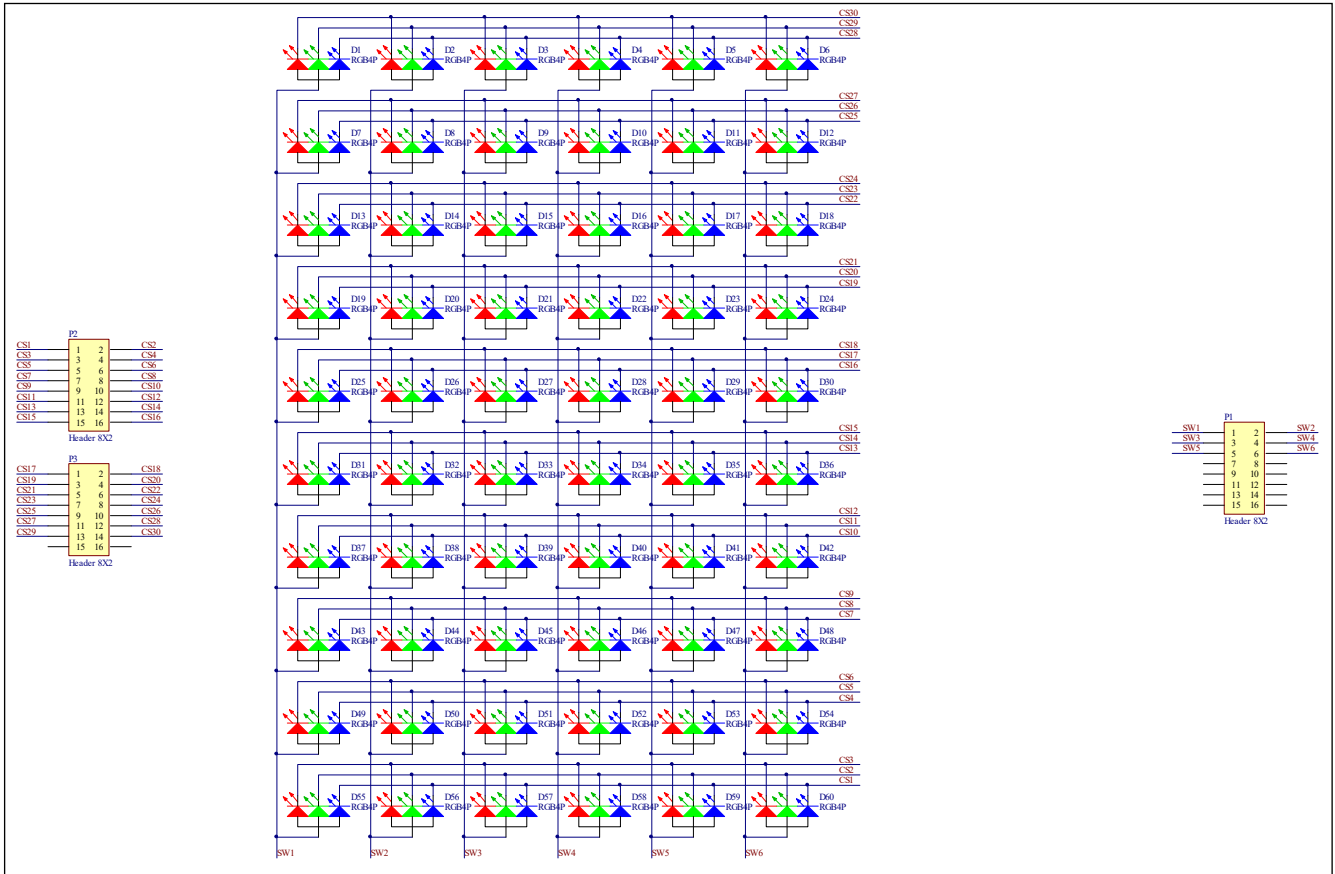 CS30
CS29
CS28
D1 D2 D3 D4 D5 D6
RGB4P RGB4P RGB4P RGB4P RGB4P RGB4P
CS27
CS26
CS25
D7 D8 D9 D10 D11 D12
RGB4P RGB4P RGB4P RGB4P RGB4P RGB4P
CS24
CS23
CS22
D13 D14 D15 D16 D17 D18
RGB4P RGB4P RGB4P RGB4P RGB4P RGB4P
CS21
CS20
CS19
D19 D20 D21 D22 D23 D24
RGB4P RGB4P RGB4P RGB4P RGB4P RGB4P
CS18
CS17
CS16
D25 D26 D27 D28 D29 D30
RGB4P RGB4P RGB4P RGB4P RGB4P RGB4P
CS15
CS14
CS13
D31 D32 D33 D34 D35 D36
RGB4P RGB4P RGB4P RGB4P RGB4P RGB4P
CS12
CS11
CS10
D37 D38 D39 D40 D41 D42
RGB4P RGB4P RGB4P RGB4P RGB4P RGB4P
CS9
CS8
CS7
D43 D44 D45 D46 D47 D48
RGB4P RGB4P RGB4P RGB4P RGB4P RGB4P
CS6
CS5
CS4
D49 D50 D51 D52 D53 D54
RGB4P RGB4P RGB4P RGB4P RGB4P RGB4P
CS3
CS2
CS1
D55 D56 D57 D58 D59 D60
RGB4P RGB4P RGB4P RGB4P RGB4P RGB4P
SW1 SW2 SW3 SW4 SW5 SW6
P2
CS1 1 2 CS2
CS3 3 4 CS4
CS5 5 6 CS6
CS7 7 8 CS8
CS9 9 10 CS10
CS11 11 12 CS12
CS13 13 14 CS14
CS15 15 16 CS16
Header 8X2
P3
CS17 1 2 CS18
CS19 3 4 CS20
CS21 5 6 CS22
CS23 7 8 CS24
CS25 9 10 CS26
CS27 11 12 CS28
CS29 13 14 CS30
15 16
Header 8X2
P1
SW1 1 2 SW2
SW3 3 4 SW4
SW5 5 6 SW6
7 8
9 10
11 12
13 14
15 16
Header 8X2